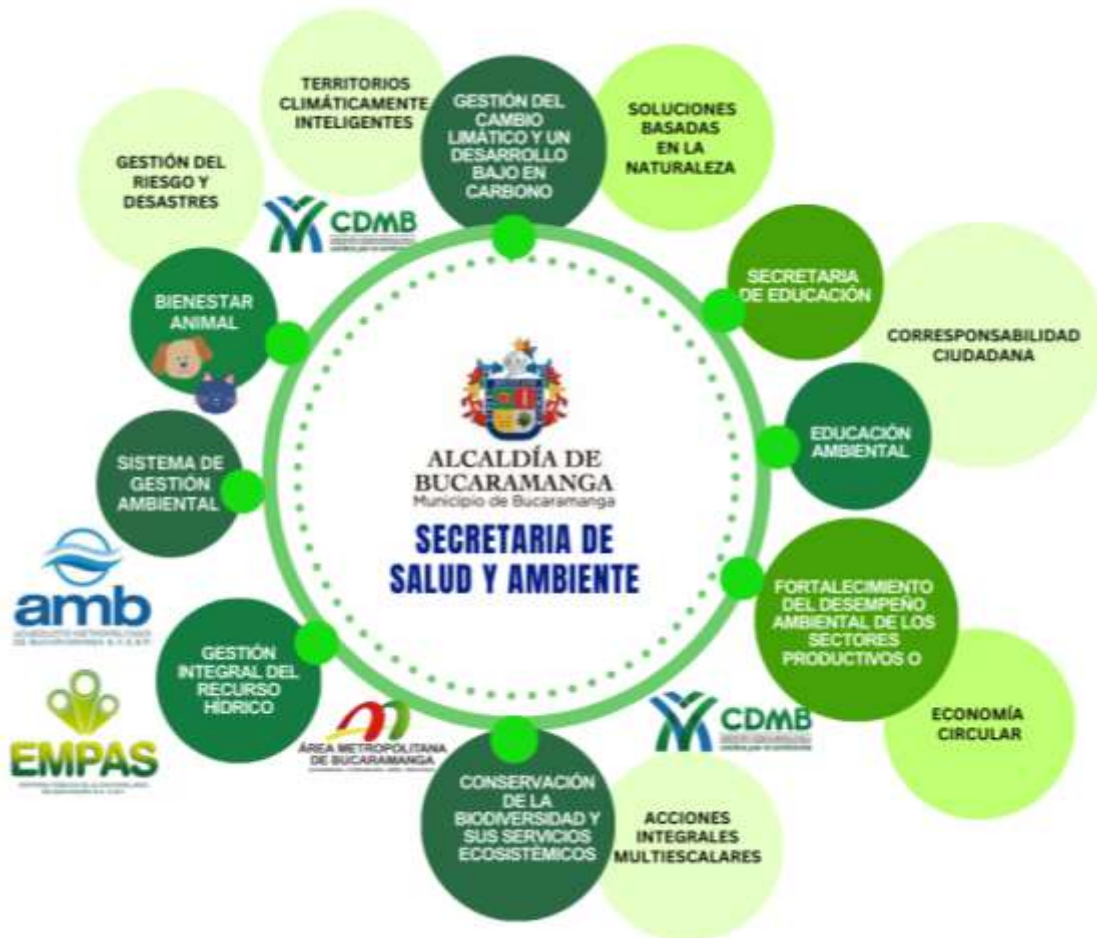 TERRITORIOS
CLIMÁTICAMENTE
INTELIGENTES
GESTIÓN DEL
CAMBIO
LIMÁTICO Y UN
DESARROLLO
BAJO EN
CARBONO
SOLUCIONES
BASADAS
EN LA
NATURALEZA
GESTIÓN DEL
RIESGO Y
DESASTRES
CDMB
SECRETARIA
DE EDUCACIÓN
BIENESTAR
ANIMAL
CORRESPONSABILIDAD
CIUDADANA
EDUCACIÓN
AMBIENTAL
ALCALDÍA DE
BUCARAMANGA
Municipio de Bucaramanga
SECRETARIA DE
SALUD Y AMBIENTE
SISTEMA DE
GESTIÓN
AMBIENTAL
amb
ACUEDUCTO METROPOLITANO
DE BUCARAMANGA S.A. E.S.P.
FORTALECIMIENTO
DEL DESEMPEÑO
AMBIENTAL DE LOS
SECTORES
PRODUCTIVOS O
GESTIÓN
INTEGRAL DEL
RECURSO
HÍDRICO
EMPAS
ÁREA METROPOLITANA
DE BUCARAMANGA
CDMB
ECONOMÍA
CIRCULAR
CONSERVACIÓN
DE LA
BIODIVERSIDAD Y
SUS SERVICIOS
ECOSISTÉMICOS
ACCIONES
INTEGRALES
MULTIESCALARES